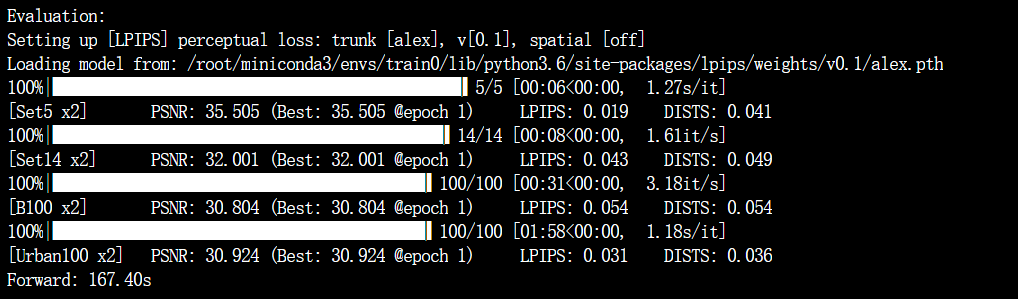 Evaluation:
Setting up [LPIPS] perceptual loss: trunk [alex], v[0.1], spatial [off]
Loading model from: /root/miniconda3/envs/train0/lib/python3.6/site-packages/lpips/weights/v0.1/alex.pth
100%| | 5/5 [00:06<00:00, 1.27s/it]
[Set5 x2] PSNR: 35.505 (Best: 35.505 @epoch 1) LPIPS: 0.019 DISTS: 0.041
100%| | 14/14 [00:08<00:00, 1.61it/s]
[Set14 x2] PSNR: 32.001 (Best: 32.001 @epoch 1) LPIPS: 0.043 DISTS: 0.049
100%| | 100/100 [00:31<00:00, 3.18it/s]
[B100 x2] PSNR: 30.804 (Best: 30.804 @epoch 1) LPIPS: 0.054 DISTS: 0.054
100%| | 100/100 [01:58<00:00, 1.18s/it]
[Urban100 x2] PSNR: 30.924 (Best: 30.924 @epoch 1) LPIPS: 0.031 DISTS: 0.036
Forward: 167.40s